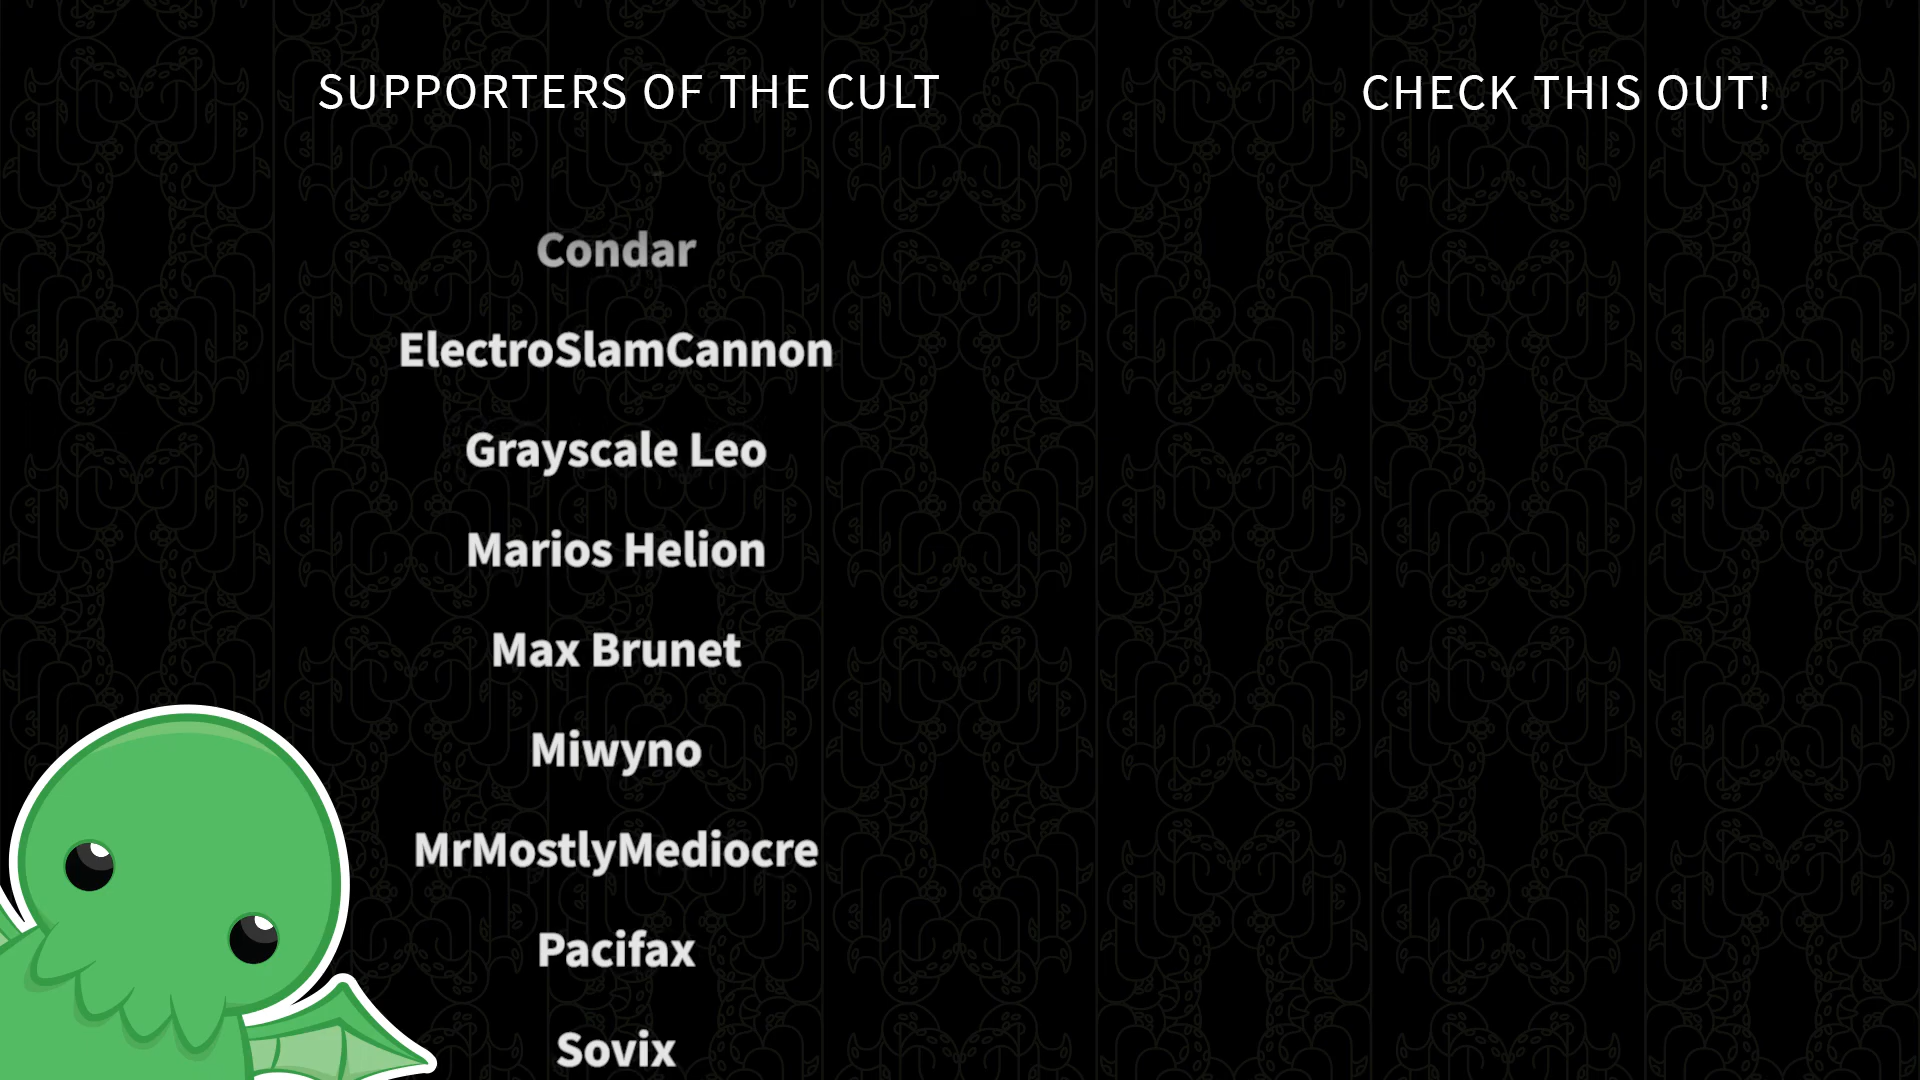 SUPPORTERS OF THE CULT
CHECK THIS OUT!
Condar
ElectroSlamCannon
Grayscale Leo
Marios Helion
Max Brunet
Miwyno
MrMostlyMediocre
Pacifax
Sovix